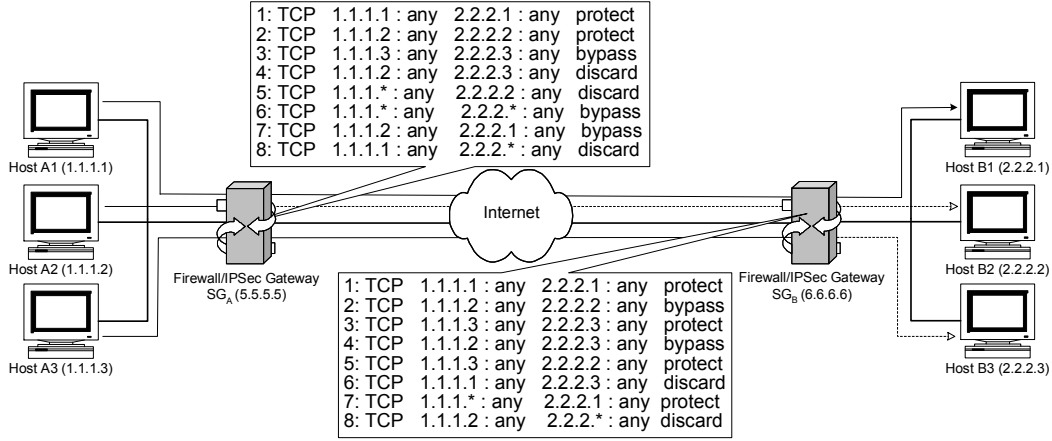 1: TCP 1.1.1.1 : any 2.2.2.1 : any protect
2: TCP 1.1.1.2 : any 2.2.2.2 : any protect
3: TCP 1.1.1.3 : any 2.2.2.3 : any bypass
4: TCP 1.1.1.2 : any 2.2.2.3 : any discard
5: TCP 1.1.1.* : any 2.2.2.2 : any discard
6: TCP 1.1.1.* : any 2.2.2.* : any bypass
7: TCP 1.1.1.2 : any 2.2.2.1 : any bypass
8: TCP 1.1.1.1 : any 2.2.2.* : any discard
Host A1 (1.1.1.1)
Host B1 (2.2.2.1)
Internet
Host A2 (1.1.1.2)
Host B2 (2.2.2.2)
Firewall/IPSec Gateway
SGA (5.5.5.5)
Firewall/IPSec Gateway
SGB (6.6.6.6)
1: TCP 1.1.1.1 : any 2.2.2.1 : any protect
2: TCP 1.1.1.2 : any 2.2.2.2 : any bypass
3: TCP 1.1.1.3 : any 2.2.2.3 : any protect
4: TCP 1.1.1.2 : any 2.2.2.3 : any bypass
5: TCP 1.1.1.3 : any 2.2.2.2 : any protect
6: TCP 1.1.1.1 : any 2.2.2.3 : any discard
7: TCP 1.1.1.* : any 2.2.2.1 : any protect
8: TCP 1.1.1.2 : any 2.2.2.* : any discard
Host A3 (1.1.1.3)
Host B3 (2.2.2.3)